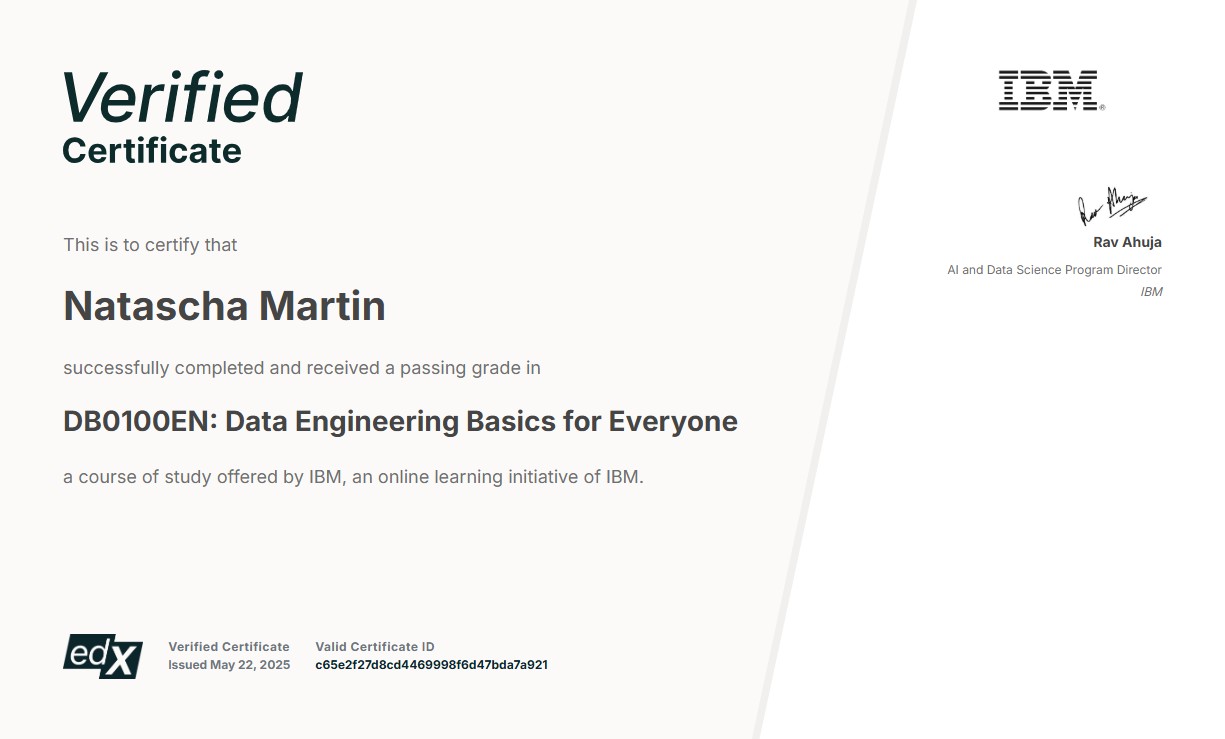 Verified
Certificate
This is to certify that
Natascha Martin
successfully completed and received a passing grade in
DB0100EN: Data Engineering Basics for Everyone
a course of study offered by IBM, an online learning initiative of IBM.
edX
Verified Certificate
Issued May 22, 2025
Valid Certificate ID
c65e2f27d8cd4469998f6d47bda7a921
IBM®
Rav Ahuja
Rav Ahuja
AI and Data Science Program Director
IBM